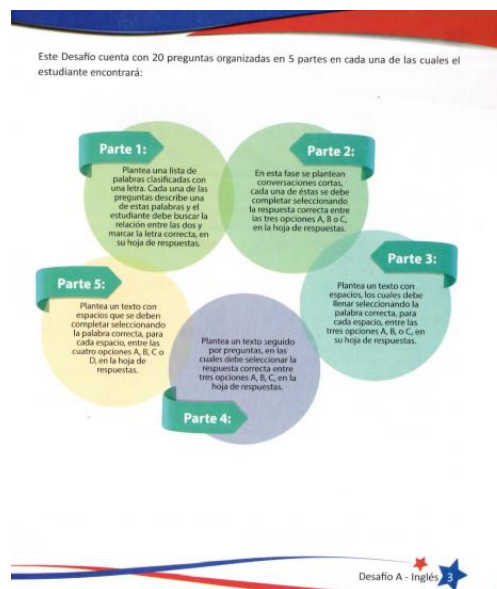 Este Desafío cuenta con 20 preguntas organizadas en 5 partes en cada una de las cuales el
estudiante encontrará:
Parte 1:
Plantea una lista de
palabras clasificadas con
una letra. Cada una de las
preguntas describe una
de estas palabras y el
estudiante debe buscar la
relación entre las dos y
marcar la letra correcta, en
su hoja de respuestas.
Parte 2:
En esta fase se plantean
conversaciones cortas,
cada una de éstas se debe
completar seleccionando
la respuesta correcta entre
las tres opciones A, B o C,
en la hoja de respuestas.
Parte 3:
Plantea un texto con
espacios, los cuales debe
llenar seleccionando la
palabra correcta, para
cada espacio, entre las
tres opciones A, B, o C, en
su hoja de respuestas.
Parte 4:
Plantea un texto seguido
por preguntas, en las
cuales debe seleccionar la
respuesta correcta entre
tres opciones A, B, C, en la
hoja de respuestas.
Parte 5:
Plantea un texto con
espacios que se deben
completar seleccionando
la palabra correcta, para
cada espacio, entre las
cuatro opciones A, B, C o
D, en la hoja de
respuestas.
Desafío A - Inglés 3